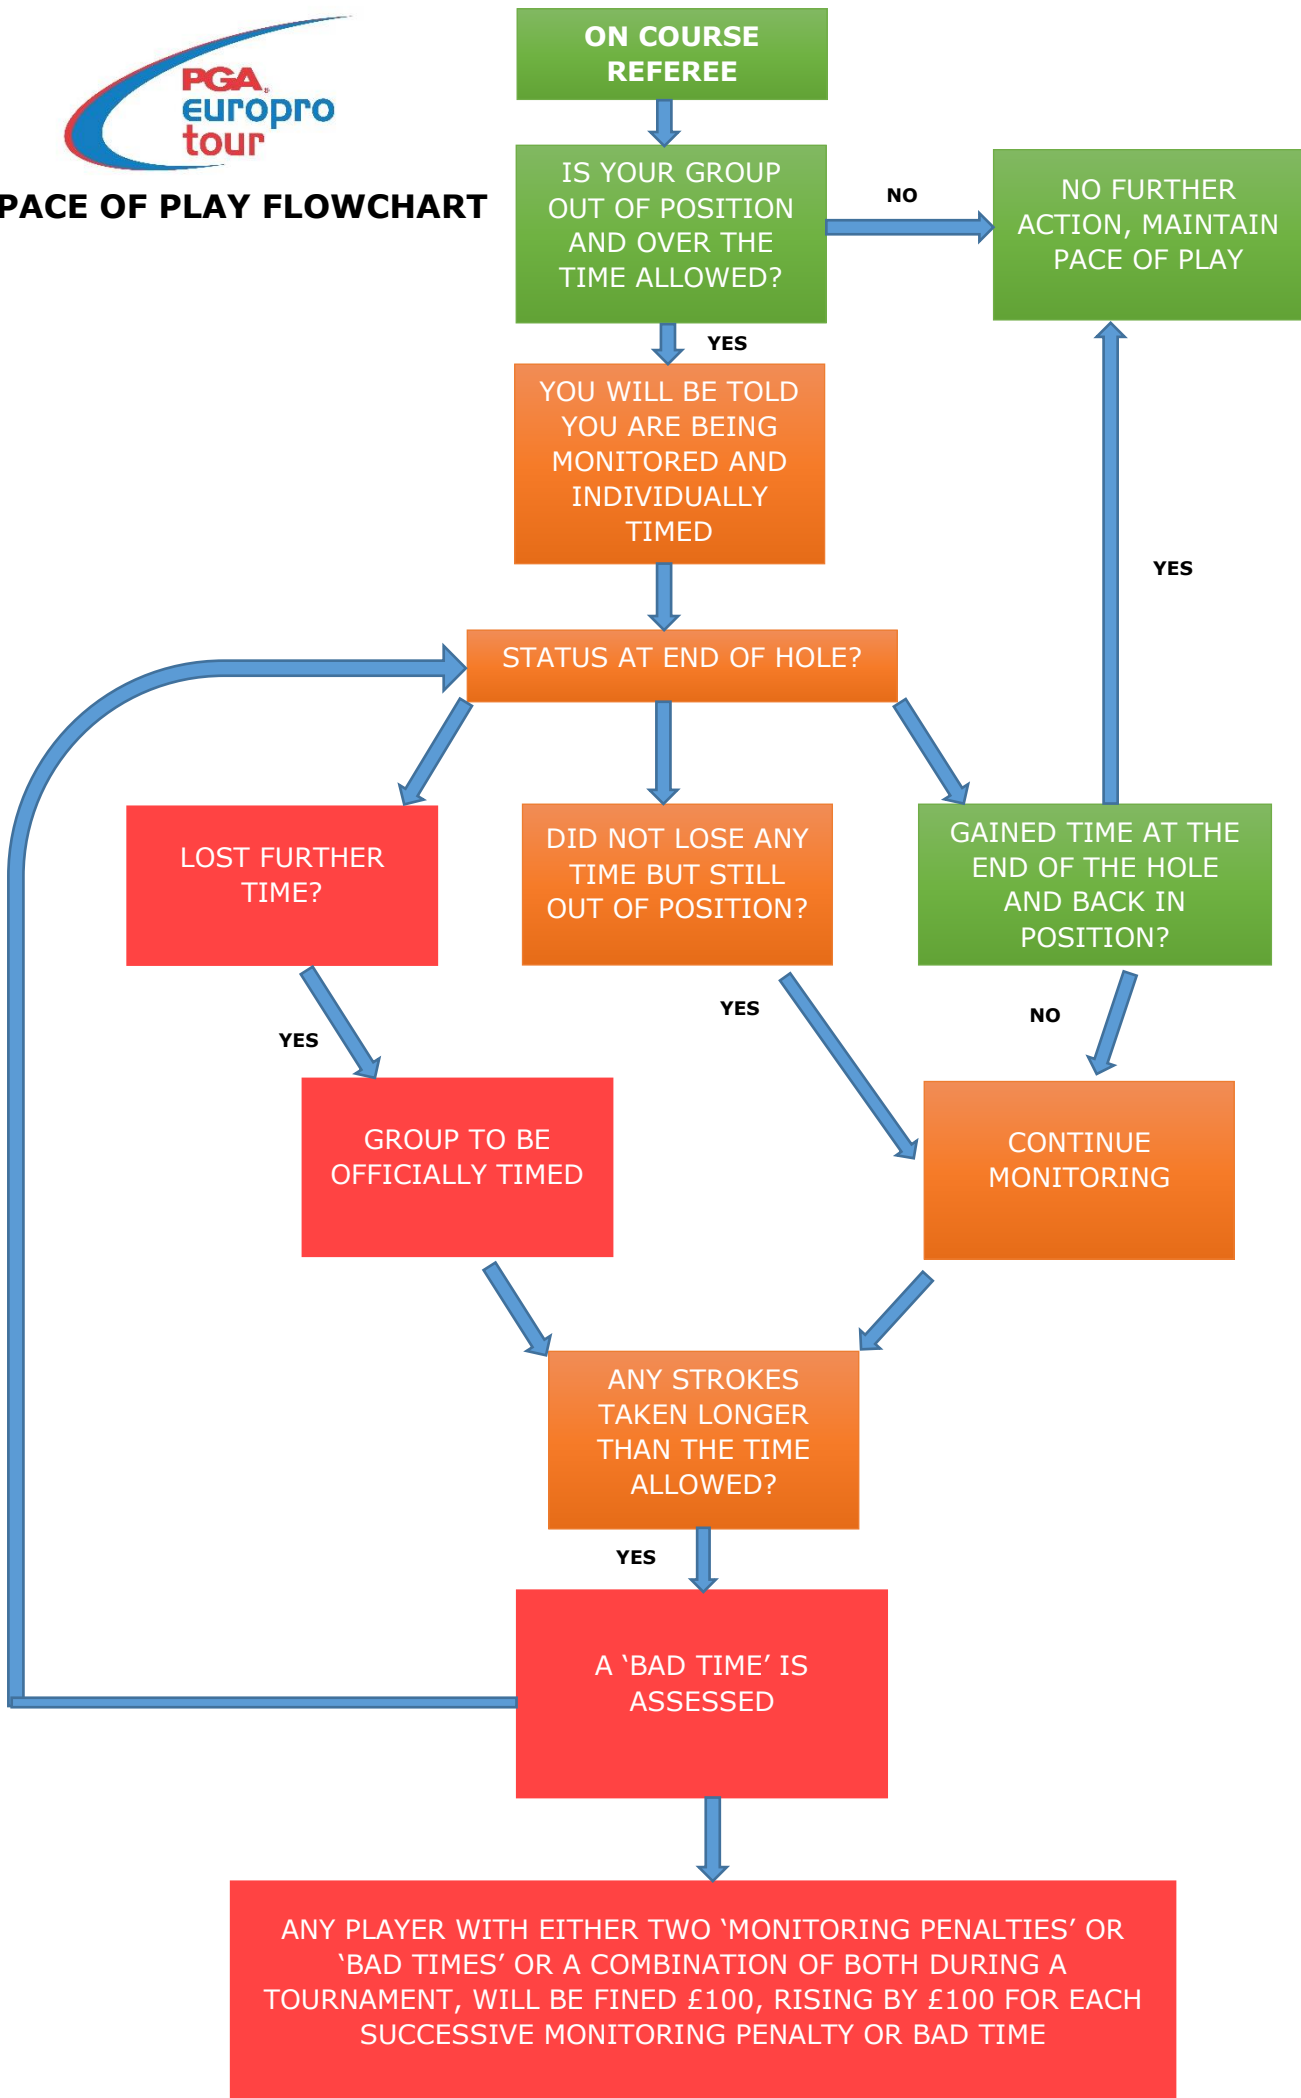 PGA
europro
tour
PACE OF PLAY FLOWCHART
ON COURSE
REFEREE
IS YOUR GROUP
OUT OF POSITION
AND OVER THE
TIME ALLOWED?
NO
NO FURTHER
ACTION, MAINTAIN
PACE OF PLAY
YES
YOU WILL BE TOLD
YOU ARE BEING
MONITORED AND
INDIVIDUALLY
TIMED
YES
STATUS AT END OF HOLE?
LOST FURTHER
TIME?
DID NOT LOSE ANY
TIME BUT STILL
OUT OF POSITION?
GAINED TIME AT THE
END OF THE HOLE
AND BACK IN
POSITION?
YES
YES
NO
GROUP TO BE
OFFICIALLY TIMED
CONTINUE
MONITORING
ANY STROKES
TAKEN LONGER
THAN THE TIME
ALLOWED?
YES
A ‘BAD TIME’ IS
ASSESSED
ANY PLAYER WITH EITHER TWO ‘MONITORING PENALTIES’ OR
‘BAD TIMES’ OR A COMBINATION OF BOTH DURING A
TOURNAMENT, WILL BE FINED £100, RISING BY £100 FOR EACH
SUCCESSIVE MONITORING PENALTY OR BAD TIME